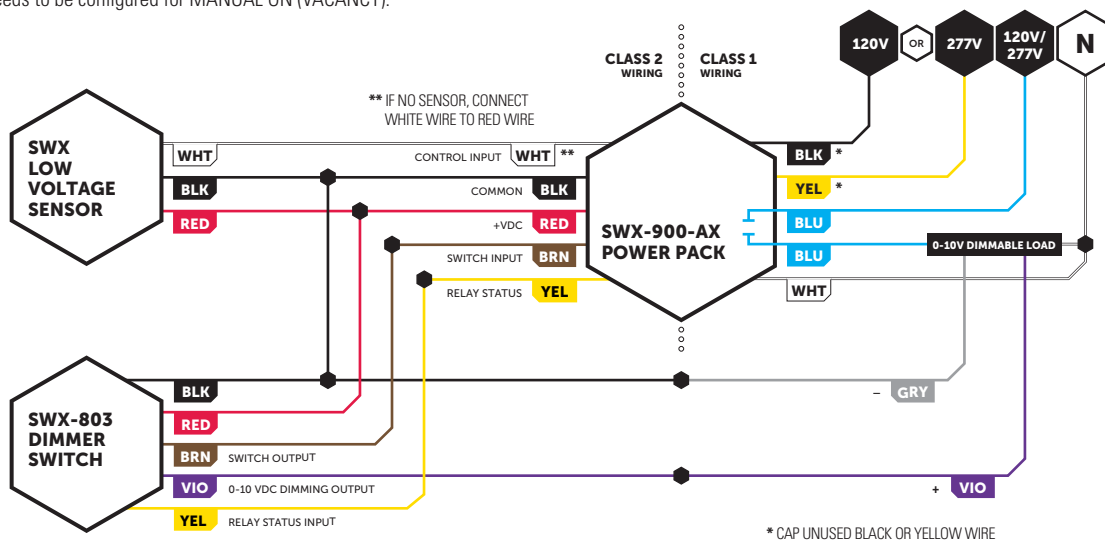 needs to be configured for MANUAL ON (VACANCY).
120V
OR
277V
120V/
277V
N
CLASS 2
WIRING
CLASS 1
WIRING
** IF NO SENSOR, CONNECT
WHITE WIRE TO RED WIRE
SWX
LOW
VOLTAGE
SENSOR
WHT
BLK
RED
CONTROL INPUT WHT **
COMMON BLK
+VDC RED
SWITCH INPUT BRN
RELAY STATUS YEL
SWX-900-AX
POWER PACK
BLK *
YEL *
BLU
BLU
WHT
0-10V DIMMABLE LOAD
SWX-803
DIMMER
SWITCH
BLK
RED
BRN SWITCH OUTPUT
VIO 0-10 VDC DIMMING OUTPUT
YEL RELAY STATUS INPUT
– GRY
+ VIO
* CAP UNUSED BLACK OR YELLOW WIRE